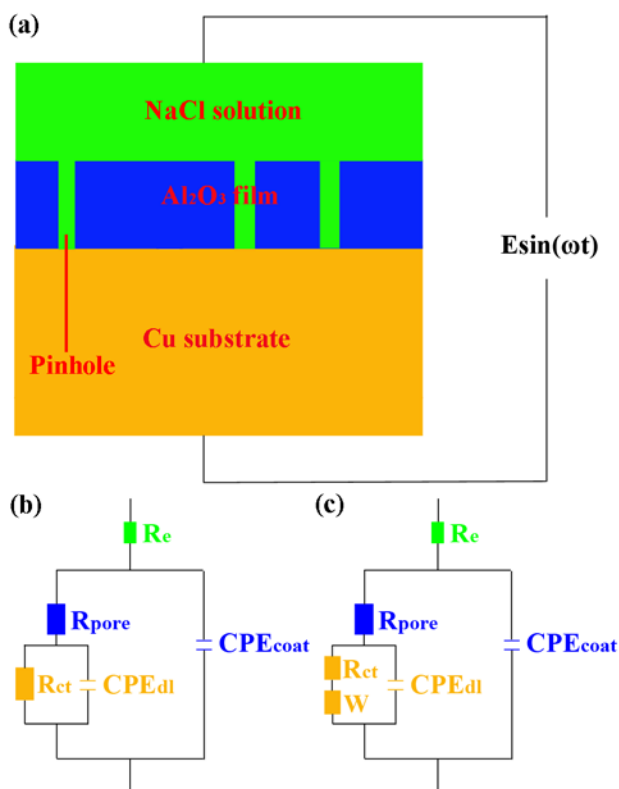 (a)
NaCl solution
Al₂O₃ film
Esin(ωt)
Cu substrate
Pinhole
(b)
Re
Rpore
CPEcoat
Rct
CPEdl
(c)
Re
Rpore
CPEcoat
Rct
CPEdl
W